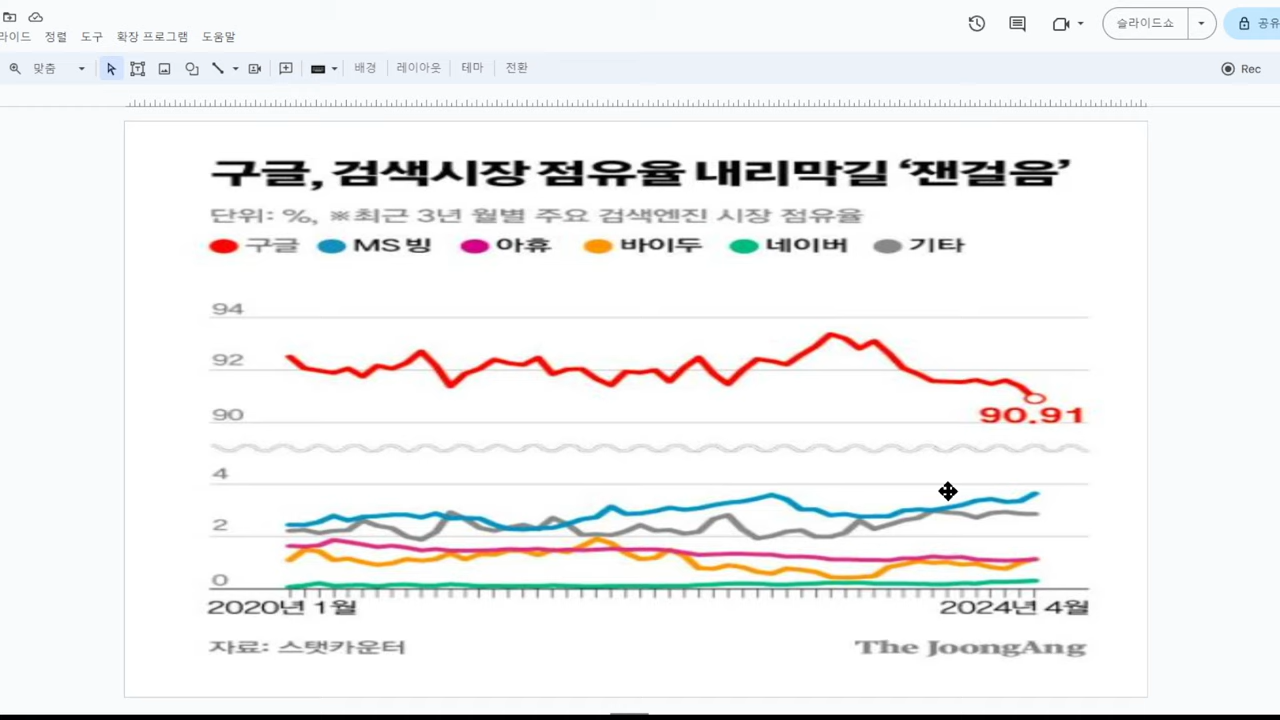 라이드 정렬 도구 확장 프로그램 도움말
슬라이드쇼
공유
맞춤 배경 레이아웃 테마 전환
Rec
구글, 검색시장 점유율 내리막길 ‘잰걸음’
단위: %, ※최근 3년 월별 주요 검색엔진 시장 점유율
구글 MS 빙 야휴 바이두 네이버 기타
94
92
90
90.91
4
2
0
2020년 1월 2024년 4월
자료: 스탯카운터 The JoongAng